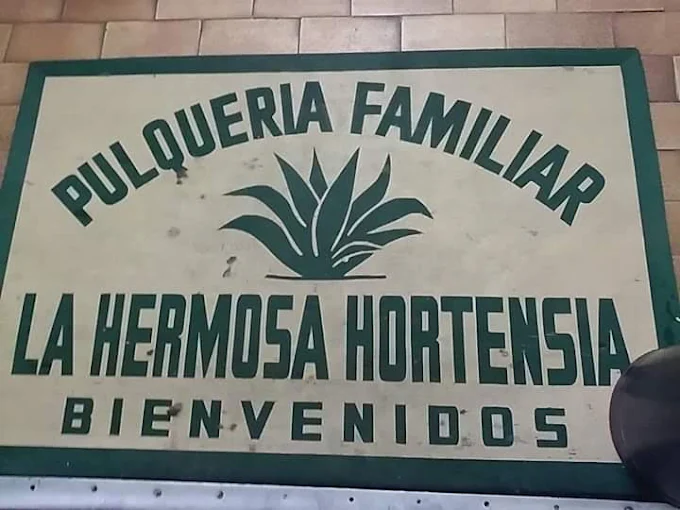 PULQUERIA FAMILIAR
LA HERMOSA HORTENSIA
BIENVENIDOS